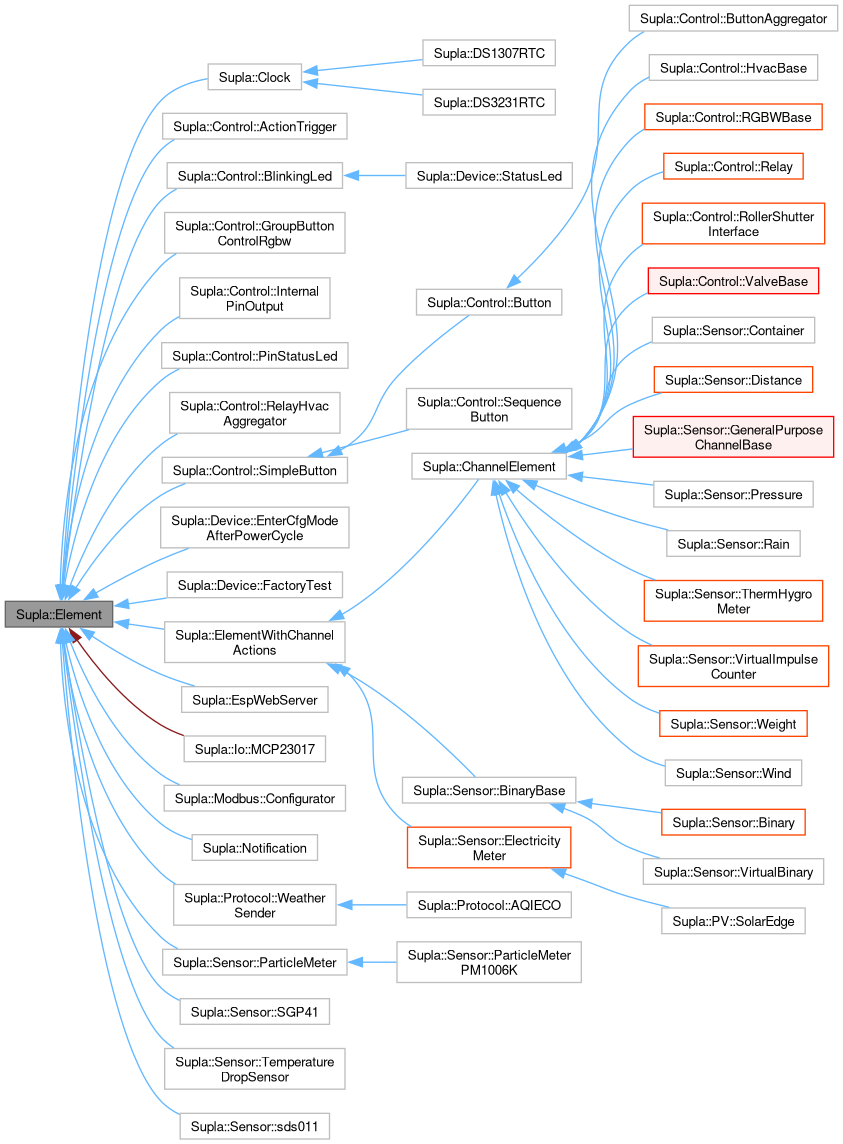 Supla::Element
Supla::Clock
Supla::Control::ActionTrigger
Supla::Control::BlinkingLed
Supla::Control::GroupButton
ControlRgbw
Supla::Control::Internal
PinOutput
Supla::Control::PinStatusLed
Supla::Control::RelayHvac
Aggregator
Supla::Control::SimpleButton
Supla::Device::EnterCfgMode
AfterPowerCycle
Supla::Device::FactoryTest
Supla::ElementWithChannel
Actions
Supla::EspWebServer
Supla::Io::MCP23017
Supla::Modbus::Configurator
Supla::Notification
Supla::Protocol::Weather
Sender
Supla::Sensor::ParticleMeter
Supla::Sensor::SGP41
Supla::Sensor::Temperature
DropSensor
Supla::Sensor::sds011
Supla::DS1307RTC
Supla::DS3231RTC
Supla::Device::StatusLed
Supla::Control::Button
Supla::Control::Sequence
Button
Supla::ChannelElement
Supla::Sensor::BinaryBase
Supla::Sensor::Electricity
Meter
Supla::Protocol::AQIECO
Supla::Sensor::ParticleMeter
PM1006K
Supla::Control::ButtonAggregator
Supla::Control::HvacBase
Supla::Control::RGBWBase
Supla::Control::Relay
Supla::Control::RollerShutter
Interface
Supla::Control::ValveBase
Supla::Sensor::Container
Supla::Sensor::Distance
Supla::Sensor::GeneralPurpose
ChannelBase
Supla::Sensor::Pressure
Supla::Sensor::Rain
Supla::Sensor::ThermHygro
Meter
Supla::Sensor::VirtualImpulse
Counter
Supla::Sensor::Weight
Supla::Sensor::Wind
Supla::Sensor::Binary
Supla::Sensor::VirtualBinary
Supla::PV::SolarEdge